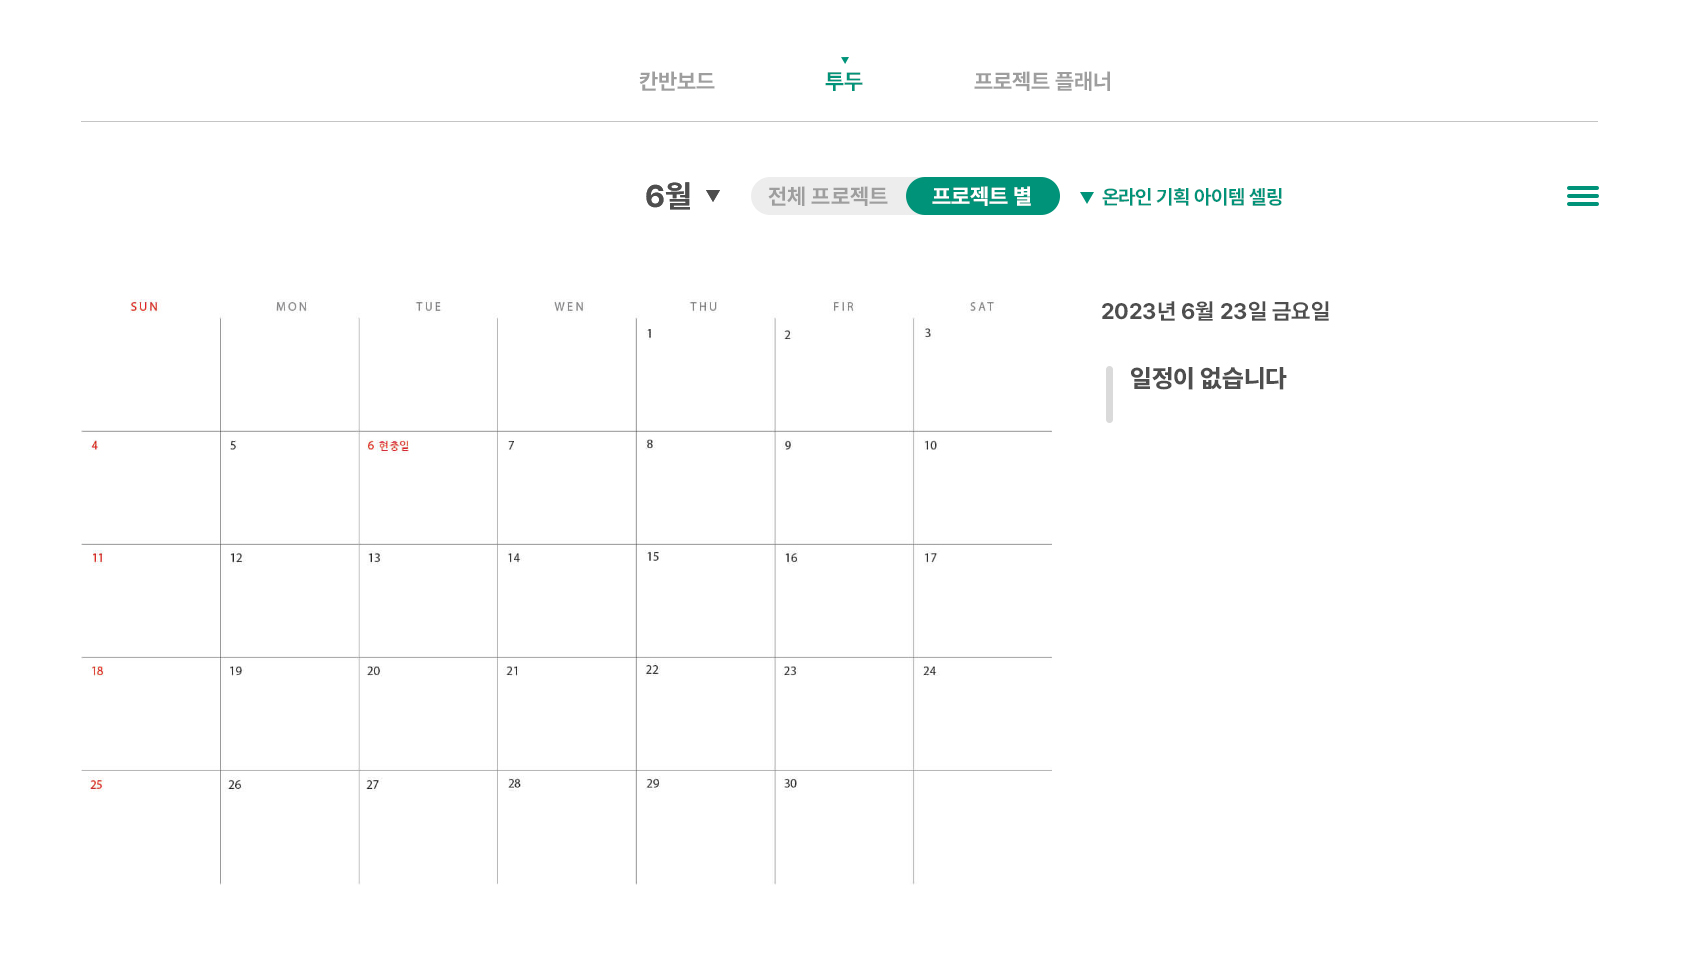 칸반보드 투두 프로젝트 플래너
6월 ▼ 전체 프로젝트 프로젝트 별 ▼ 온라인 기획 아이템 셀링
SUN MON TUE WEN THU FIR SAT
2023년 6월 23일 금요일
일정이 없습니다
1 2 3
4 5 6 현충일 7 8 9 10
11 12 13 14 15 16 17
18 19 20 21 22 23 24
25 26 27 28 29 30